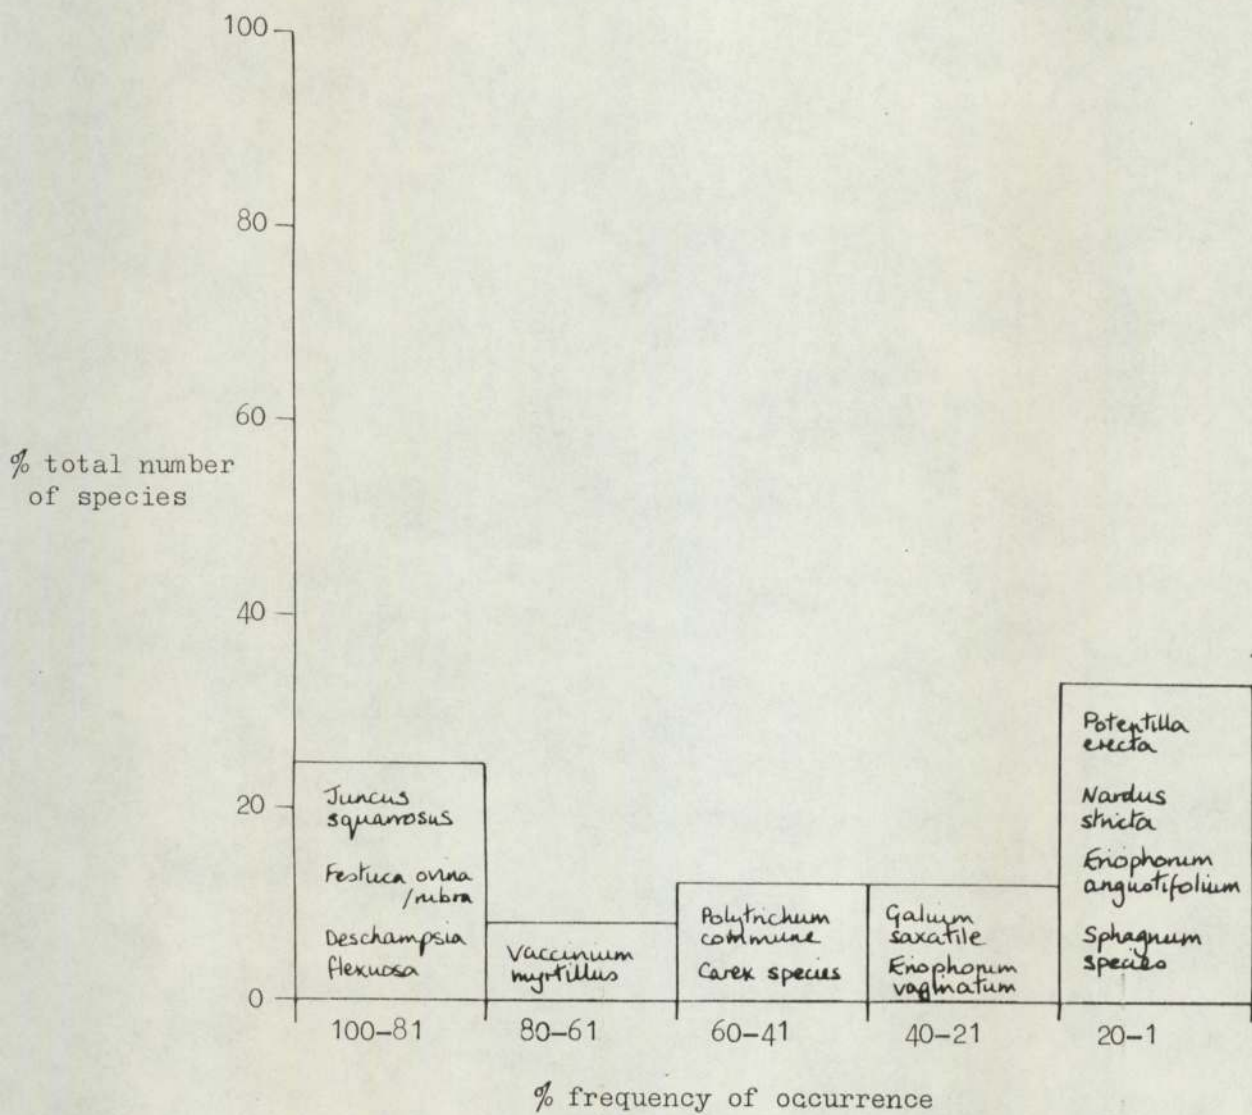 100
80
60
% total number
of species
40
20
0
Juncus
squarrosus
Festuca ovina
/rubra
Deschampsia
flexuosa
Vaccinium
myrtillus
Polytrichum
commune
Carex species
Galium
saxatile
Eriophorum
vaginatum
Potentilla
erecta
Nardus
stricta
Eriophorum
angustifolium
Sphagnum
species
100-81
80-61
60-41
40-21
20-1
% frequency of occurrence